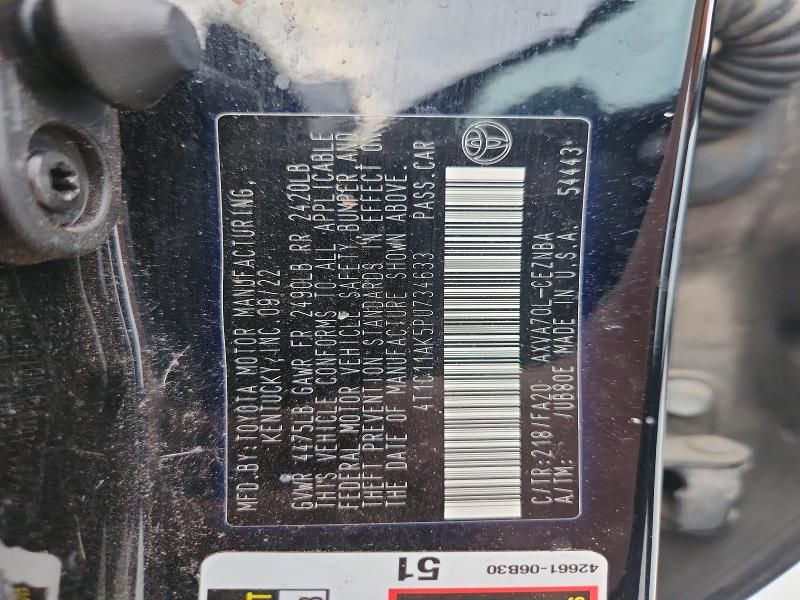 MFD.BY:TOYOTA MOTOR MANUFACTURING,
KENTUCKY,INC. 09/22
GVWR 4475LB GAWR FR 2490LB RR 2420LB
THIS VEHICLE CONFORMS TO ALL APPLICABLE
FEDERAL MOTOR VEHICLE SAFETY, BUMPER, AND
THEFT PREVENTION STANDARDS IN EFFECT ON
THE DATE OF MANUFACTURE SHOWN ABOVE.
4T1C11AK5PU734633 PASS.CAR
C/TR:218/FA20 AXVA70L-CEZNBA
A/TM: /UB80E MADE IN U.S.A. 54443
51
42661-06B30